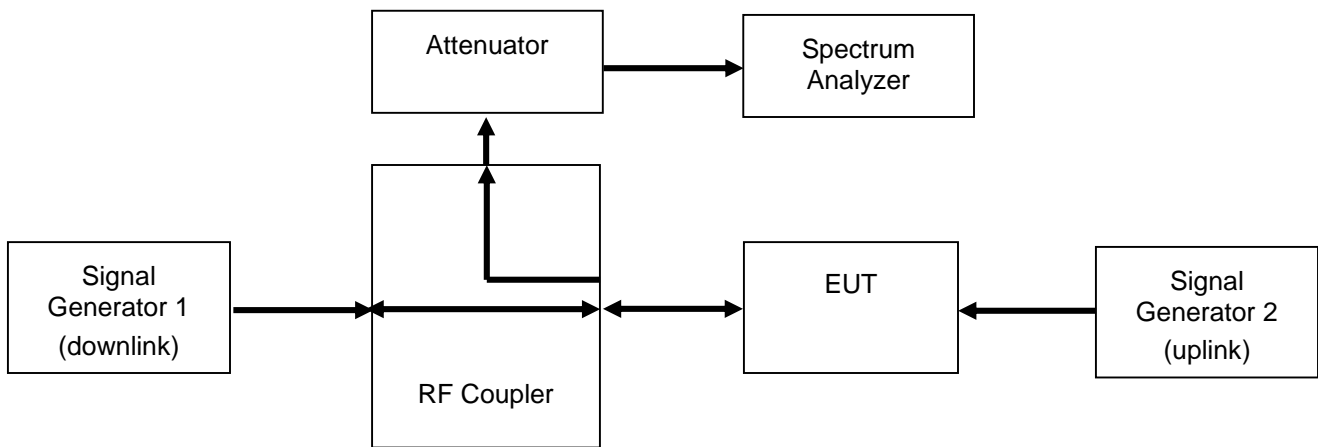 Attenuator
Spectrum
Analyzer
Signal
Generator 1
(downlink)
RF Coupler
EUT
Signal
Generator 2
(uplink)